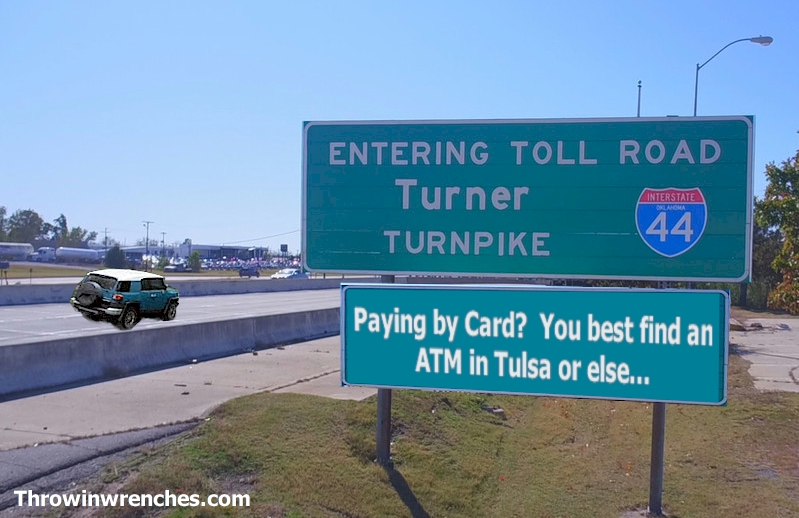 ENTERING TOLL ROAD
Turner
TURNPIKE
INTERSTATE
OKLAHOMA
44
Paying by Card? You best find an
ATM in Tulsa or else...
Throwinwrenches.com